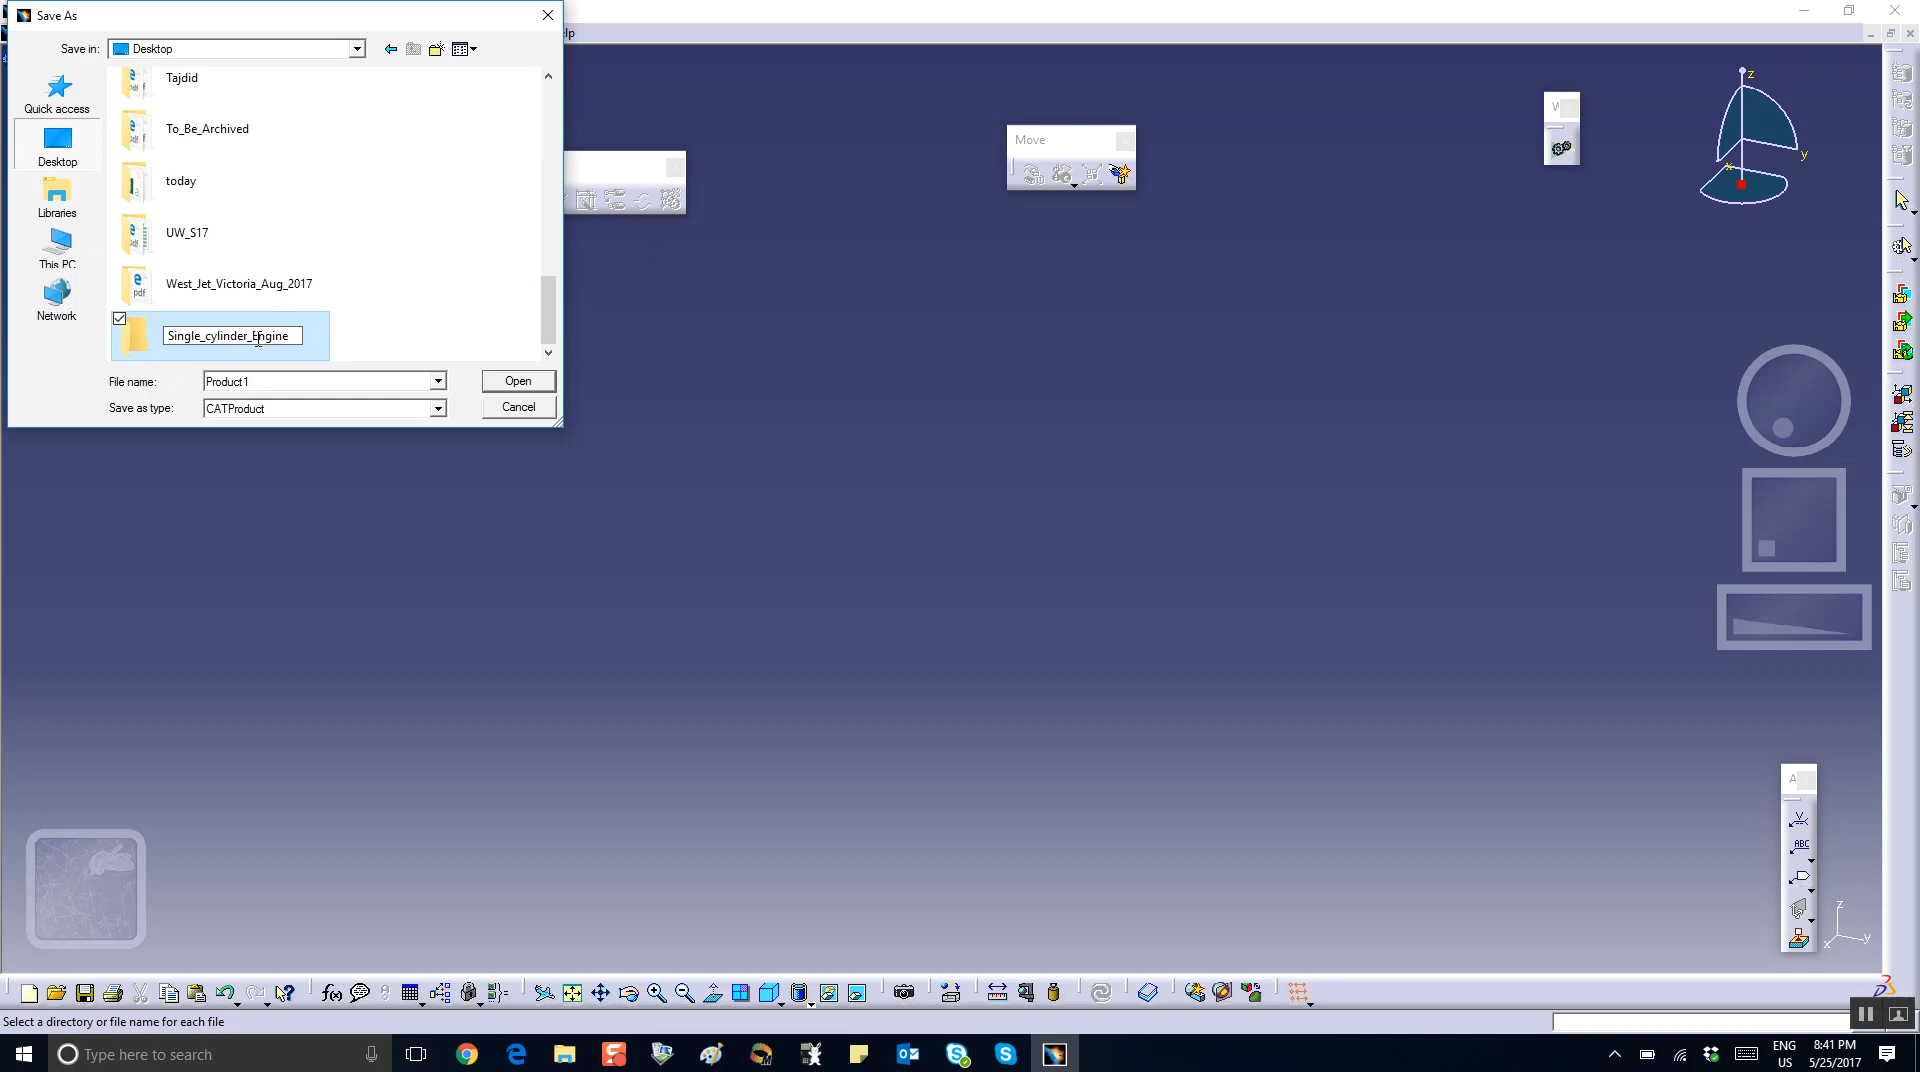 Save As
lp
Save in:
Desktop
Quick access
Desktop
Libraries
This PC
Network
Tajdid
To_Be_Archived
today
UW_S17
West_Jet_Victoria_Aug_2017
Single_cylinder_Engine
File name:
Product1
Open
Save as type:
CATProduct
Cancel
Move
W
z
y
x
A
ABC
z
x
y
f(x)
Select a directory or file name for each file
Type here to search
ENG
US
8:41 PM
5/25/2017